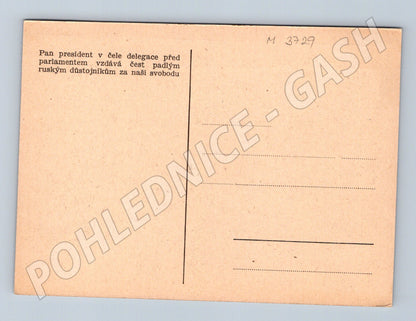 Pan president v čele delegace před
parlamentem vzdává čest padlým
ruským důstojníkům za naši svobodu
M 3729
POHLEDNICE - GASH